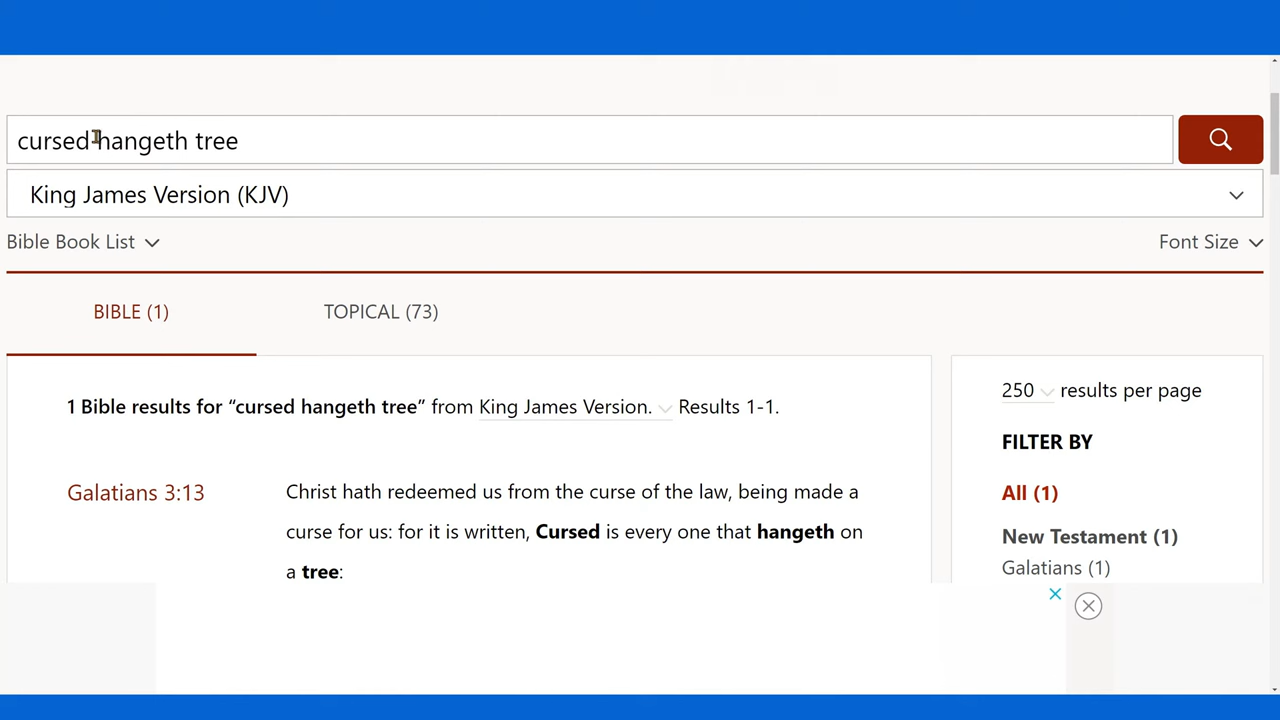 cursed hangeth tree
King James Version (KJV)
Bible Book List
Font Size
BIBLE (1)
TOPICAL (73)
1 Bible results for “cursed hangeth tree” from King James Version. Results 1-1.
Galatians 3:13
Christ hath redeemed us from the curse of the law, being made a
curse for us: for it is written, Cursed is every one that hangeth on
a tree:
250 results per page
FILTER BY
All (1)
New Testament (1)
Galatians (1)